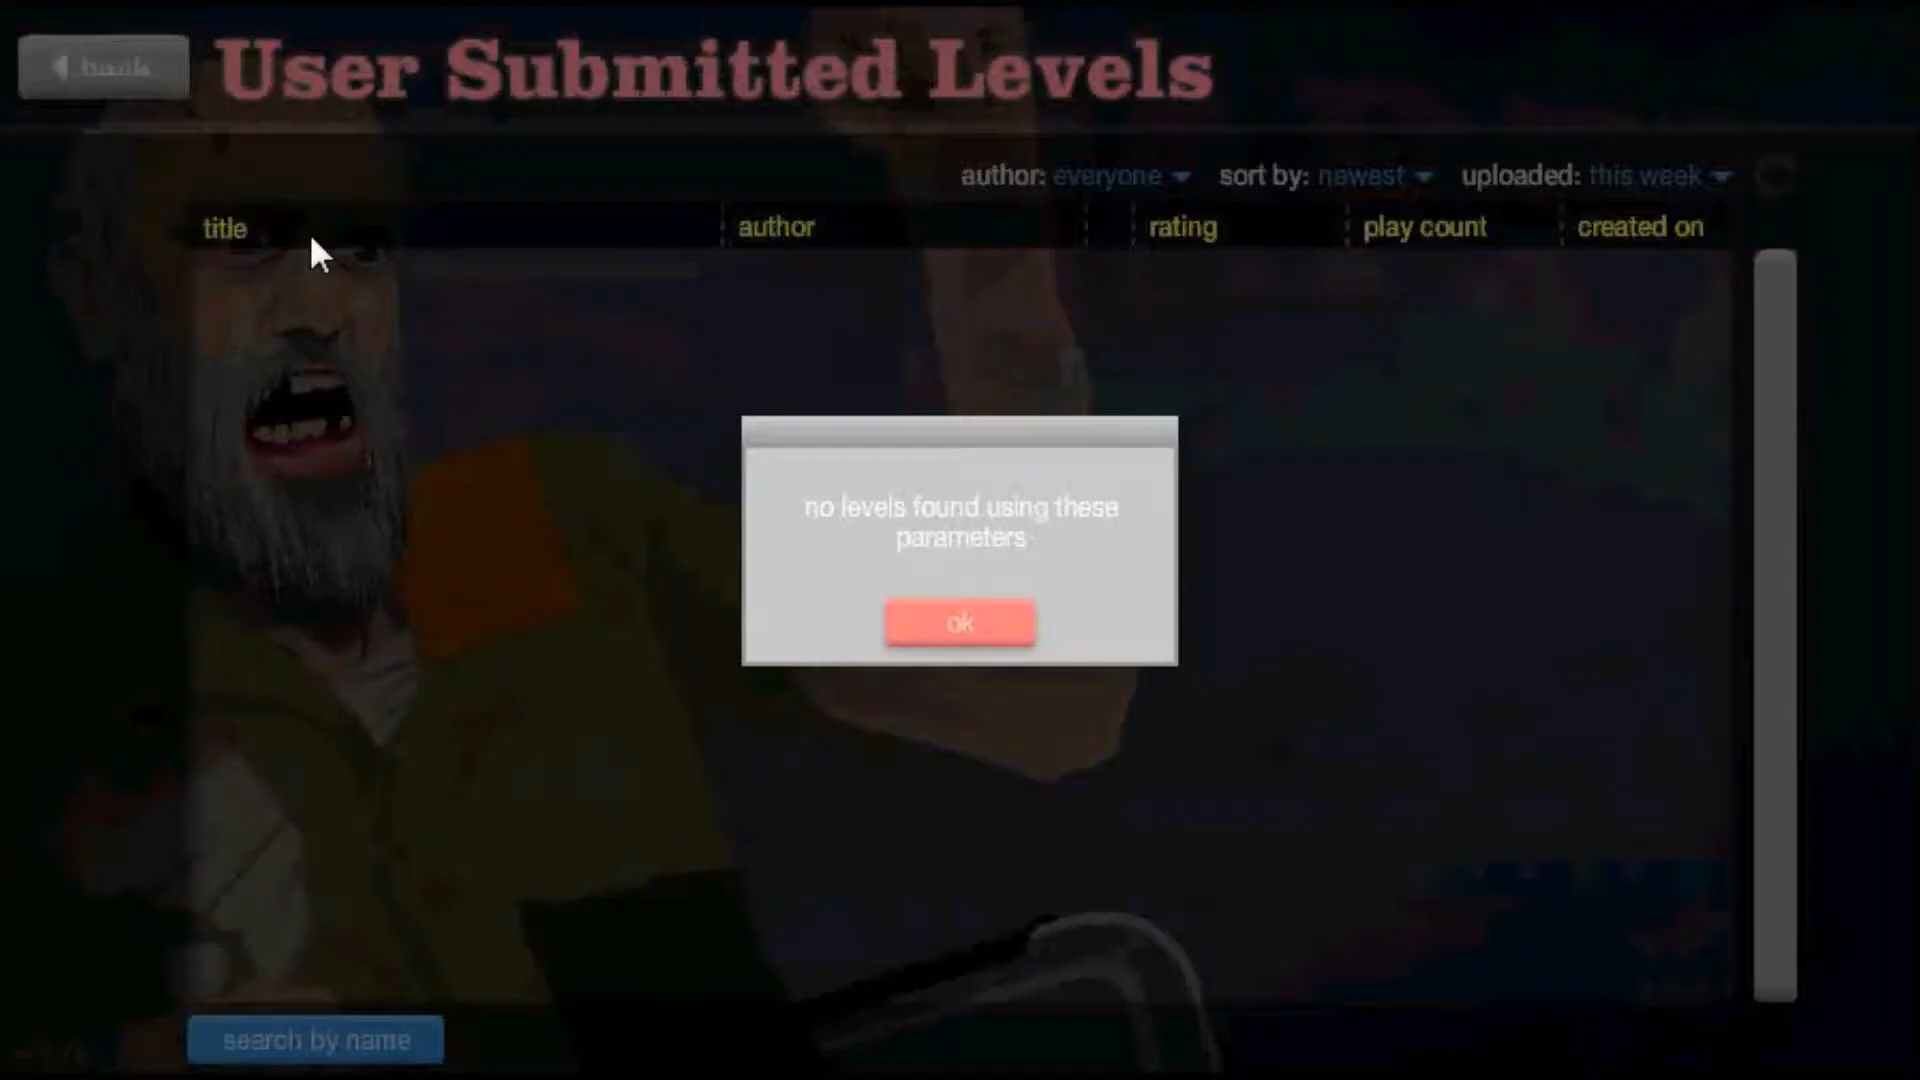 back
User Submitted Levels
author: everyone sort by: newest uploaded: this week
title author rating play count created on
no levels found using these
parameters
ok
search by name